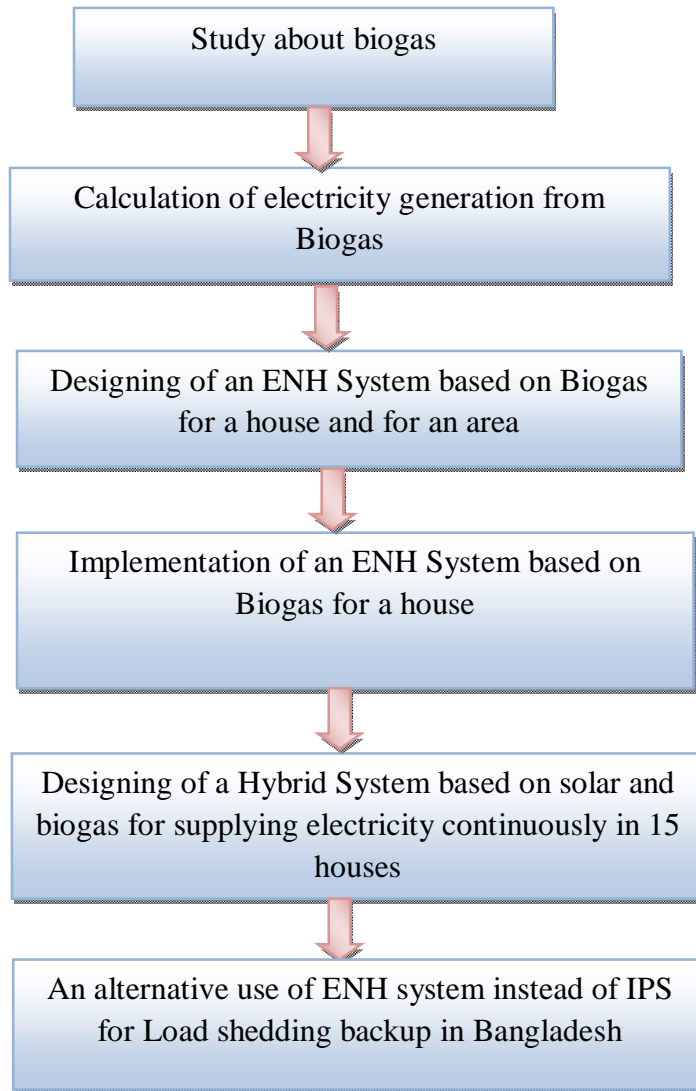 Study about biogas
Calculation of electricity generation from
Biogas
Designing of an ENH System based on Biogas
for a house and for an area
Implementation of an ENH System based on
Biogas for a house
Designing of a Hybrid System based on solar and
biogas for supplying electricity continuously in 15
houses
An alternative use of ENH system instead of IPS
for Load shedding backup in Bangladesh